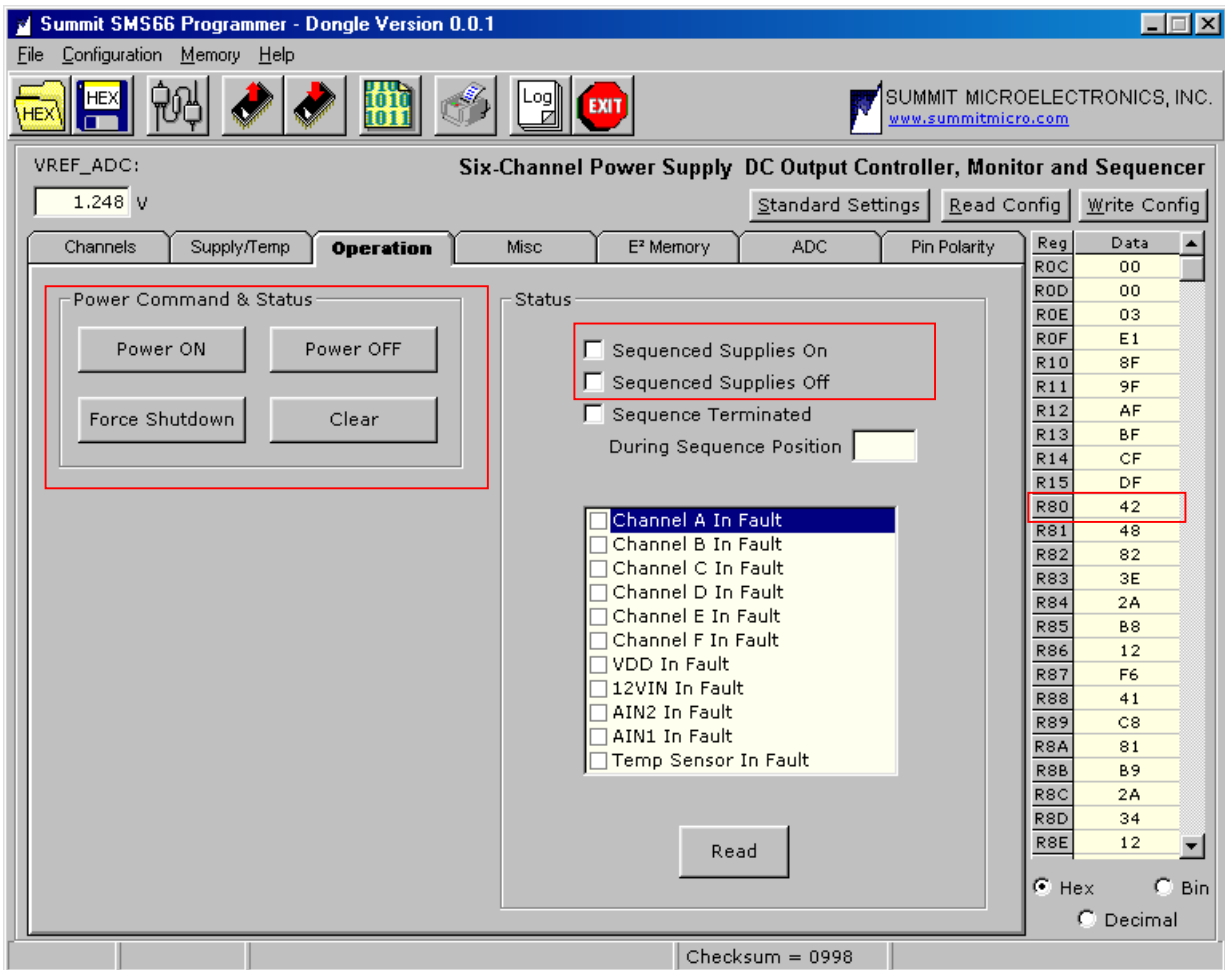 Summit SMS66 Programmer - Dongle Version 0.0.1
File Configuration Memory Help
HEX HEX 1010 1011 Log EXIT
SUMMIT MICROELECTRONICS, INC.
www.summitmicro.com
VREF_ADC:
1.248 V
Six-Channel Power Supply DC Output Controller, Monitor and Sequencer
Standard Settings Read Config Write Config
Channels Supply/Temp Operation Misc E² Memory ADC Pin Polarity
Power Command & Status
Power ON Power OFF
Force Shutdown Clear
Status
Sequenced Supplies On
Sequenced Supplies Off
Sequence Terminated
During Sequence Position
Channel A In Fault
Channel B In Fault
Channel C In Fault
Channel D In Fault
Channel E In Fault
Channel F In Fault
VDD In Fault
12VIN In Fault
AIN2 In Fault
AIN1 In Fault
Temp Sensor In Fault
Read
Reg Data
R0C 00
R0D 00
R0E 03
R0F E1
R10 8F
R11 9F
R12 AF
R13 BF
R14 CF
R15 DF
R80 42
R81 48
R82 82
R83 3E
R84 2A
R85 B8
R86 12
R87 F6
R88 41
R89 C8
R8A 81
R8B B9
R8C 2A
R8D 34
R8E 12
Hex Bin
Decimal
Checksum = 0998